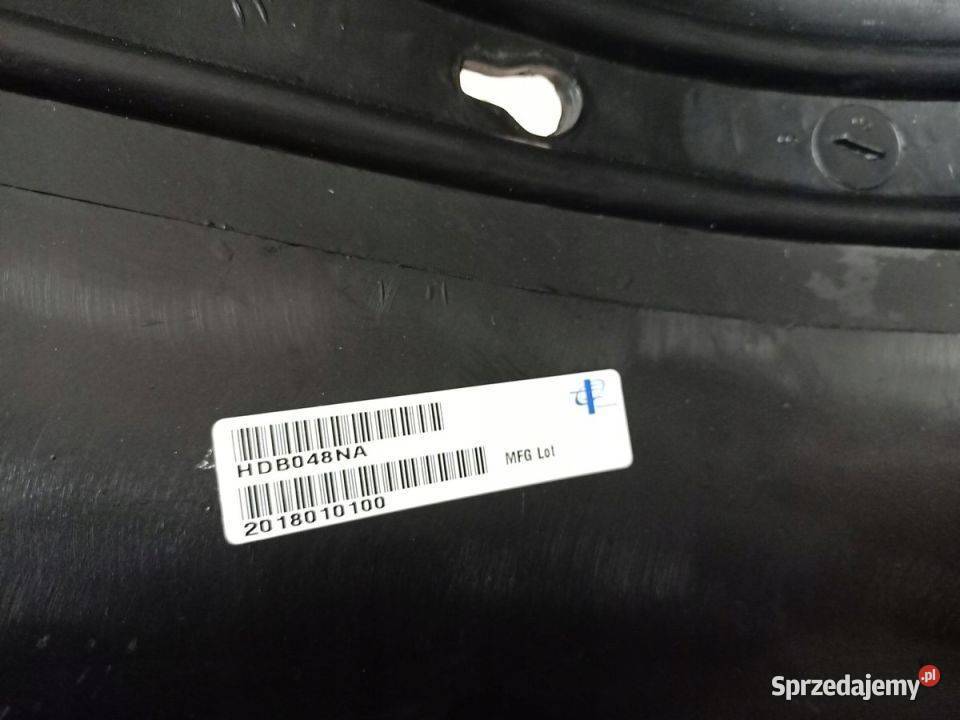 HDB048NA
MFG Lot
2018010100
Sprzedajemy.pl